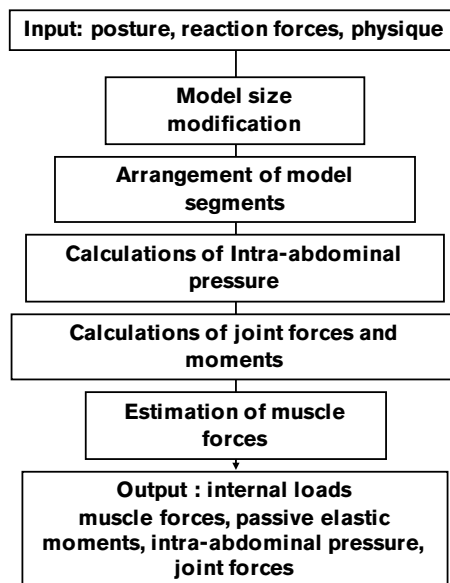 Input: posture, reaction forces, physique
Model size
modification
Arrangement of model
segments
Calculations of Intra-abdominal
pressure
Calculations of joint forces and
moments
Estimation of muscle
forces
Output : internal loads
muscle forces, passive elastic
moments, intra-abdominal pressure,
joint forces